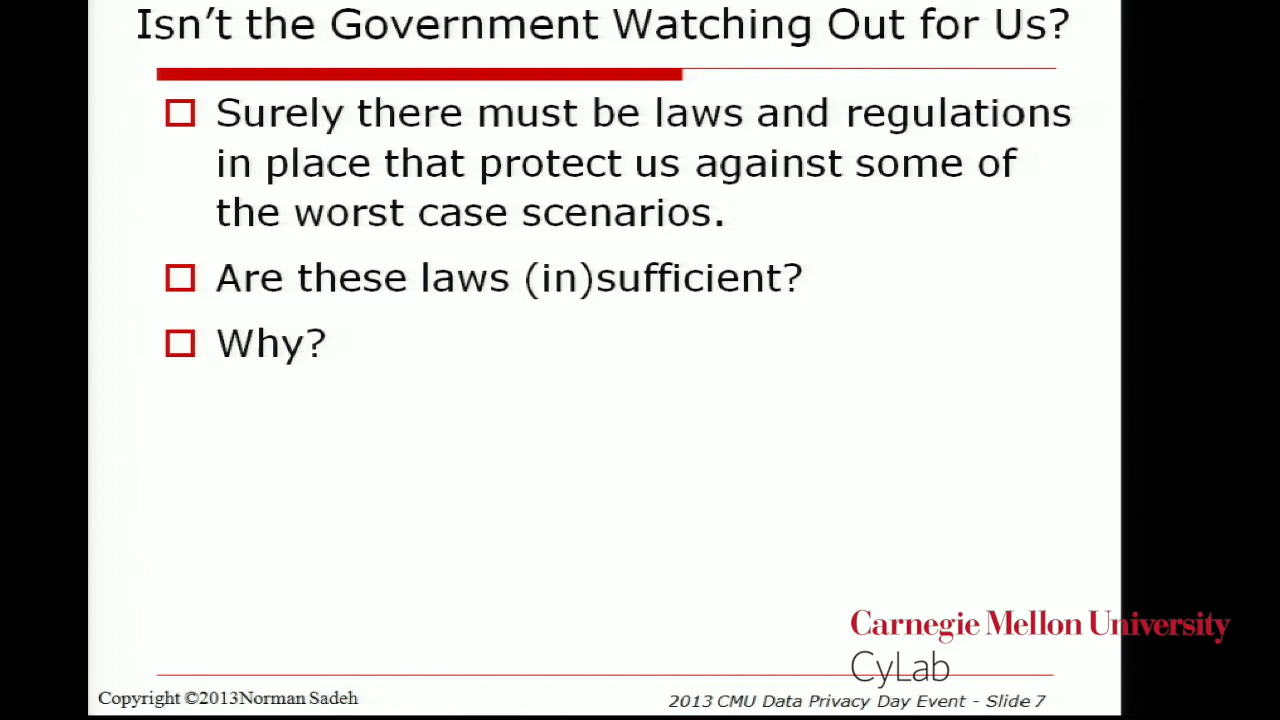 Isn't the Government Watching Out for Us?
Surely there must be laws and regulations
in place that protect us against some of
the worst case scenarios.
Are these laws (in)sufficient?
Why?
Carnegie Mellon University
CyLab
Copyright ©2013Norman Sadeh
2013 CMU Data Privacy Day Event - Slide 7